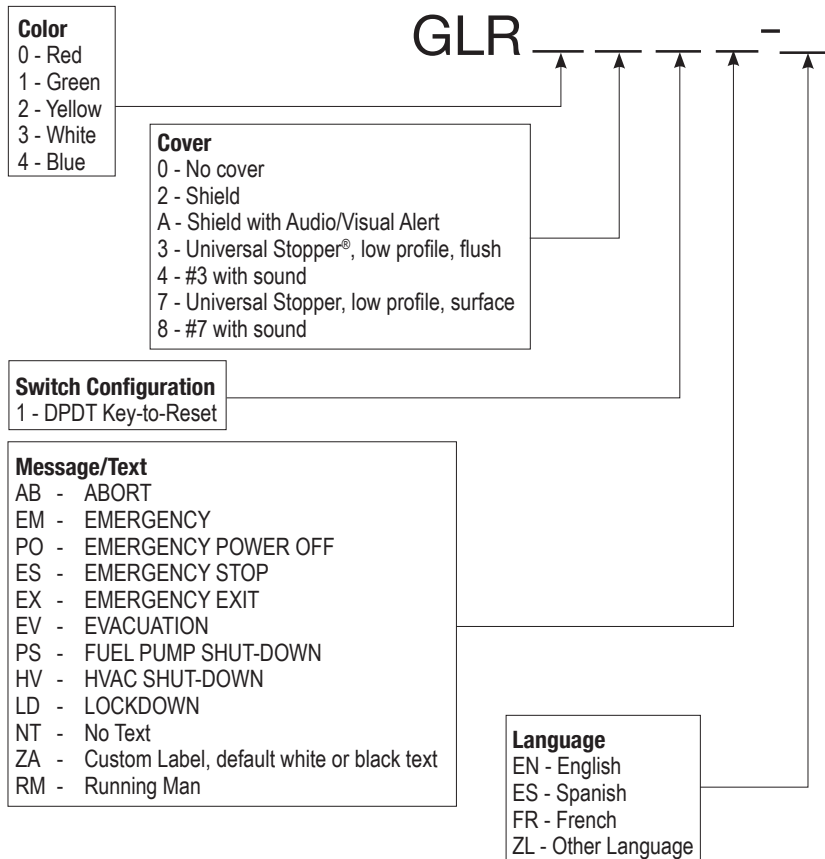 GLR _ _ _ _ - _
Color
0 - Red
1 - Green
2 - Yellow
3 - White
4 - Blue
Cover
0 - No cover
2 - Shield
A - Shield with Audio/Visual Alert
3 - Universal Stopper®, low profile, flush
4 - #3 with sound
7 - Universal Stopper, low profile, surface
8 - #7 with sound
Switch Configuration
1 - DPDT Key-to-Reset
Message/Text
AB - ABORT
EM - EMERGENCY
PO - EMERGENCY POWER OFF
ES - EMERGENCY STOP
EX - EMERGENCY EXIT
EV - EVACUATION
PS - FUEL PUMP SHUT-DOWN
HV - HVAC SHUT-DOWN
LD - LOCKDOWN
NT - No Text
ZA - Custom Label, default white or black text
RM - Running Man
Language
EN - English
ES - Spanish
FR - French
ZL - Other Language